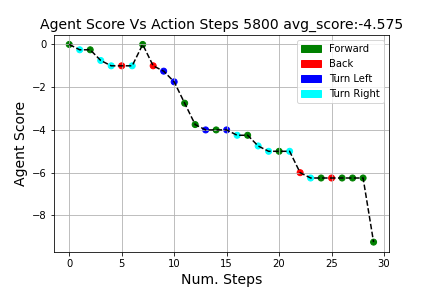 Agent Score Vs Action Steps 5800 avg_score:-4.575
Forward
Back
Turn Left
Turn Right
Agent Score
0
−2
−4
−6
−8
0 5 10 15 20 25 30
Num. Steps